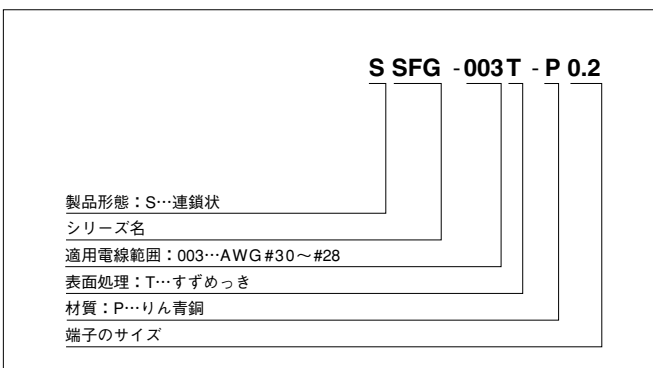 S SFG - 003 T - P 0.2
製品形態：S…連鎖状
シリーズ名
適用電線範囲：003…AWG#30～#28
表面処理：T…すずめっき
材質：P…りん青銅
端子のサイズ